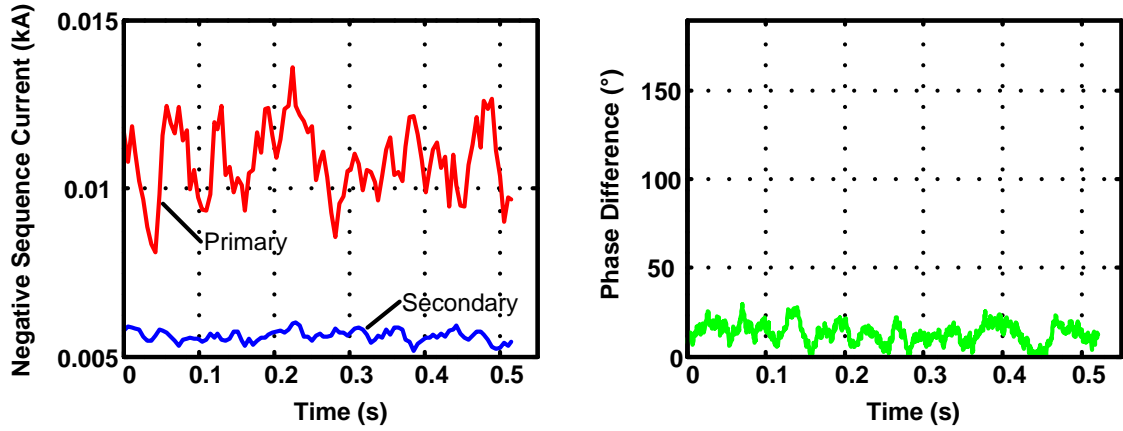 Negative Sequence Current (kA)
0.015
0.01
0.005
Primary
Secondary
0 0.1 0.2 0.3 0.4 0.5
Time (s)
Phase Difference (°)
150
100
50
0
0 0.1 0.2 0.3 0.4 0.5
Time (s)